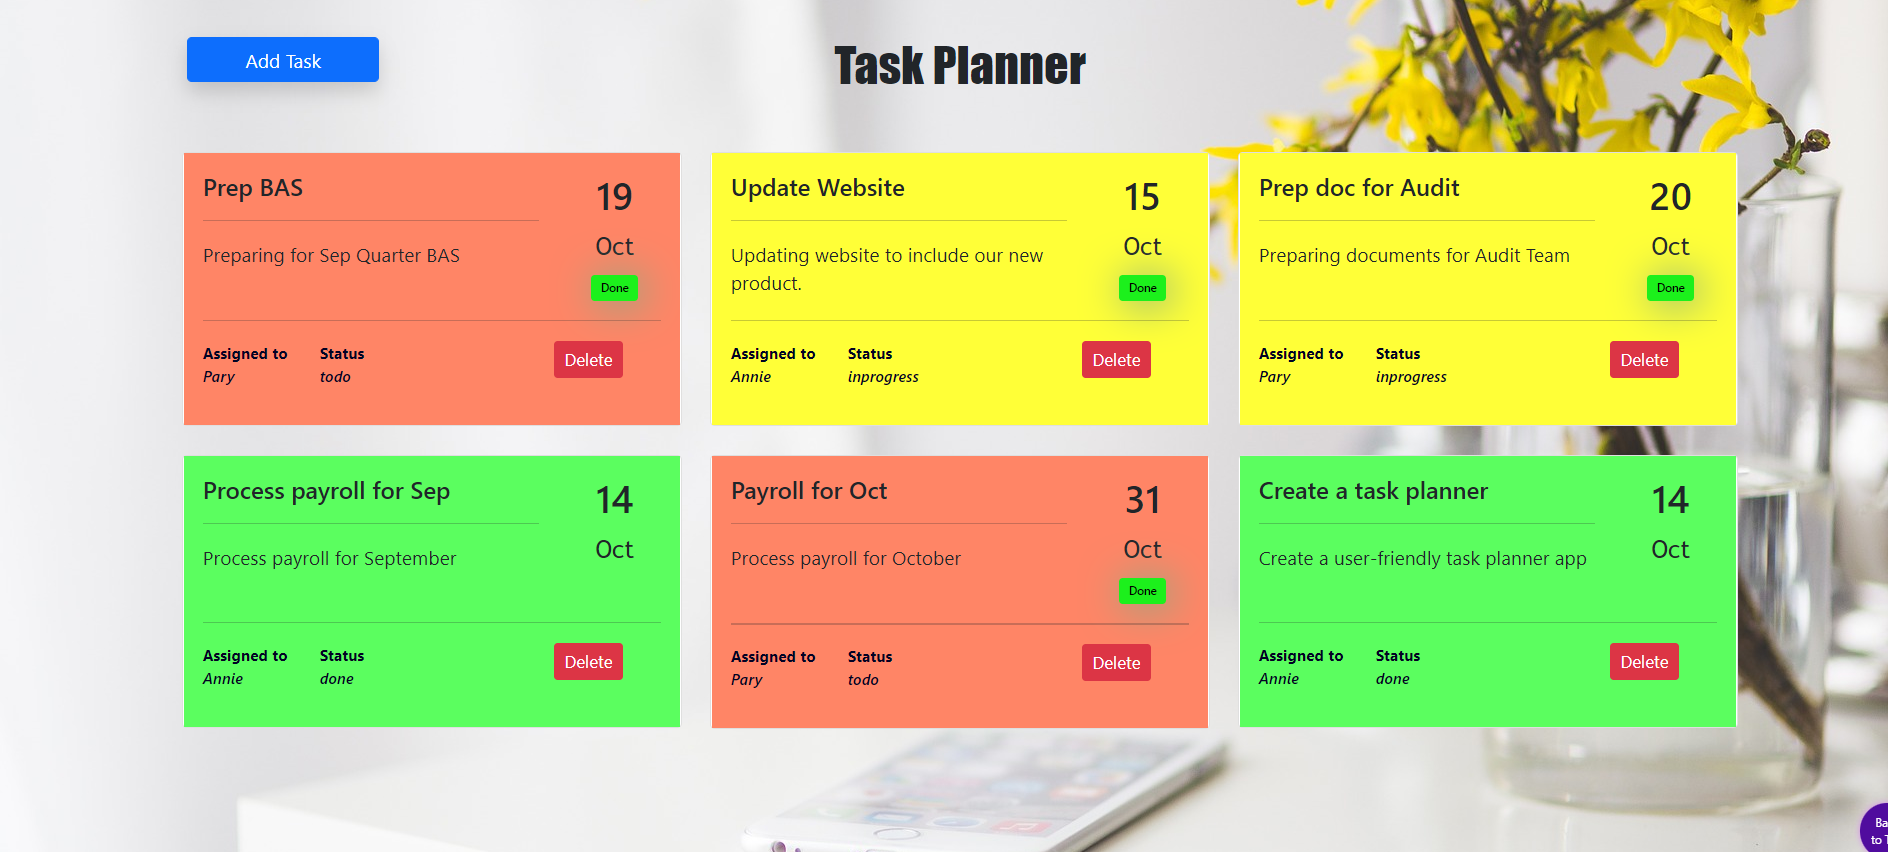 Add Task
Task Planner
Prep BAS
19
Oct
Preparing for Sep Quarter BAS
Done
Assigned to
Pary
Status
todo
Delete
Update Website
15
Oct
Updating website to include our new
product.
Done
Assigned to
Annie
Status
inprogress
Delete
Prep doc for Audit
20
Oct
Preparing documents for Audit Team
Done
Assigned to
Pary
Status
inprogress
Delete
Process payroll for Sep
14
Oct
Process payroll for September
Assigned to
Annie
Status
done
Delete
Payroll for Oct
31
Oct
Process payroll for October
Done
Assigned to
Pary
Status
todo
Delete
Create a task planner
14
Oct
Create a user-friendly task planner app
Assigned to
Annie
Status
done
Delete
Ba
to T